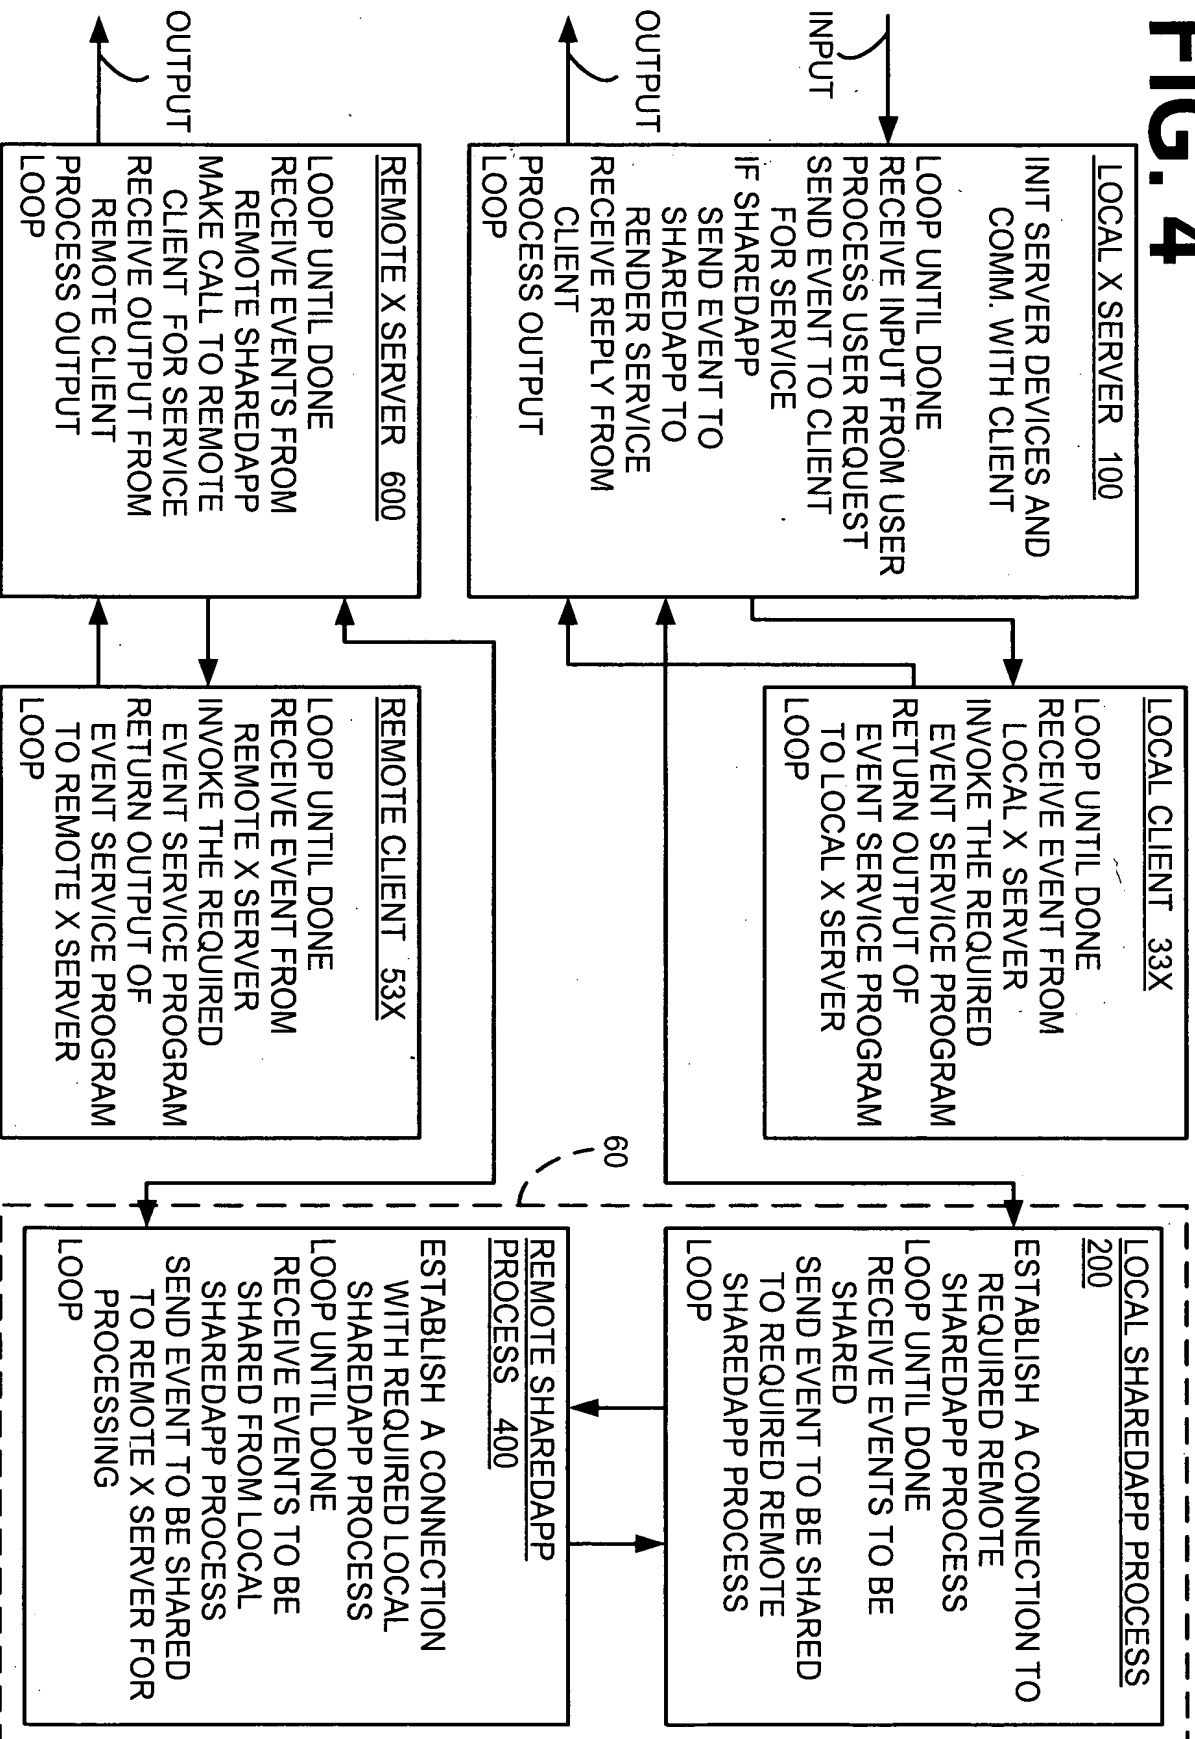 FIG. 4
INPUT
OUTPUT
LOCAL X SERVER 100
INIT SERVER DEVICES AND
COMM. WITH CLIENT
LOOP UNTIL DONE
RECEIVE INPUT FROM USER
PROCESS USER REQUEST
SEND EVENT TO CLIENT
FOR SERVICE
IF SHAREDAPP
SEND EVENT TO
SHAREDAPP TO
RENDER SERVICE
RECEIVE REPLY FROM
CLIENT
PROCESS OUTPUT
LOOP
LOCAL CLIENT 33X
LOOP UNTIL DONE
RECEIVE EVENT FROM
LOCAL X SERVER
INVOKE THE REQUIRED
EVENT SERVICE PROGRAM
RETURN OUTPUT OF
EVENT SERVICE PROGRAM
TO LOCAL X SERVER
LOOP
LOCAL SHAREDAPP PROCESS
200
ESTABLISH A CONNECTION TO
REQUIRED REMOTE
SHAREDAPP PROCESS
LOOP UNTIL DONE
RECEIVE EVENTS TO BE
SHARED
SEND EVENT TO BE SHARED
TO REQUIRED REMOTE
SHAREDAPP PROCESS
LOOP
60
OUTPUT
REMOTE X SERVER 600
LOOP UNTIL DONE
RECEIVE EVENTS FROM
REMOTE SHAREDAPP
MAKE CALL TO REMOTE
CLIENT FOR SERVICE
RECEIVE OUTPUT FROM
REMOTE CLIENT
PROCESS OUTPUT
LOOP
REMOTE CLIENT 53X
LOOP UNTIL DONE
RECEIVE EVENT FROM
REMOTE X SERVER
INVOKE THE REQUIRED
EVENT SERVICE PROGRAM
RETURN OUTPUT OF
EVENT SERVICE PROGRAM
TO REMOTE X SERVER
LOOP
REMOTE SHAREDAPP
PROCESS 400
ESTABLISH A CONNECTION
WITH REQUIRED LOCAL
SHAREDAPP PROCESS
LOOP UNTIL DONE
RECEIVE EVENTS TO BE
SHARED FROM LOCAL
SHAREDAPP PROCESS
SEND EVENT TO BE SHARED
TO REMOTE X SERVER FOR
PROCESSING
LOOP